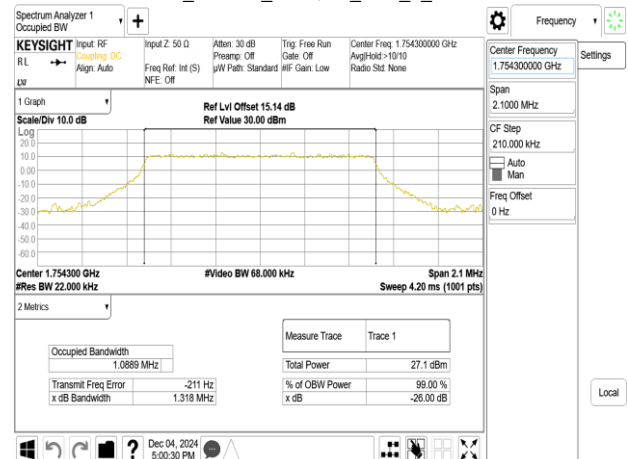 Spectrum Analyzer 1
Occupied BW
Frequency
KEYSIGHT
RL
Input: RF
Coupling: DC
Align: Auto
Input Z: 50 Ω
Freq Ref: Int (S)
NFE: Off
Atten: 30 dB
Preamp: Off
µW Path: Standard
Trig: Free Run
Gate: Off
#IF Gain: Low
Center Freq: 1.754300000 GHz
Avg|Hold:>10/10
Radio Std: None
Center Frequency
1.754300000 GHz
Settings
Span
2.1000 MHz
CF Step
210.000 kHz
Auto
Man
Freq Offset
0 Hz
1 Graph
Scale/Div 10.0 dB
Ref Lvl Offset 15.14 dB
Ref Value 30.00 dBm
Log
20.0
10.0
0.00
-10.0
-20.0
-30.0
-40.0
-50.0
-60.0
Center 1.754300 GHz
#Video BW 68.000 kHz
Span 2.1 MHz
#Res BW 22.000 kHz
Sweep 4.20 ms (1001 pts)
2 Metrics
Measure Trace
Trace 1
Occupied Bandwidth
1.0889 MHz
Total Power
27.1 dBm
Transmit Freq Error
-211 Hz
% of OBW Power
99.00 %
x dB Bandwidth
1.318 MHz
x dB
-26.00 dB
Local
?
Dec 04, 2024
5:00:30 PM